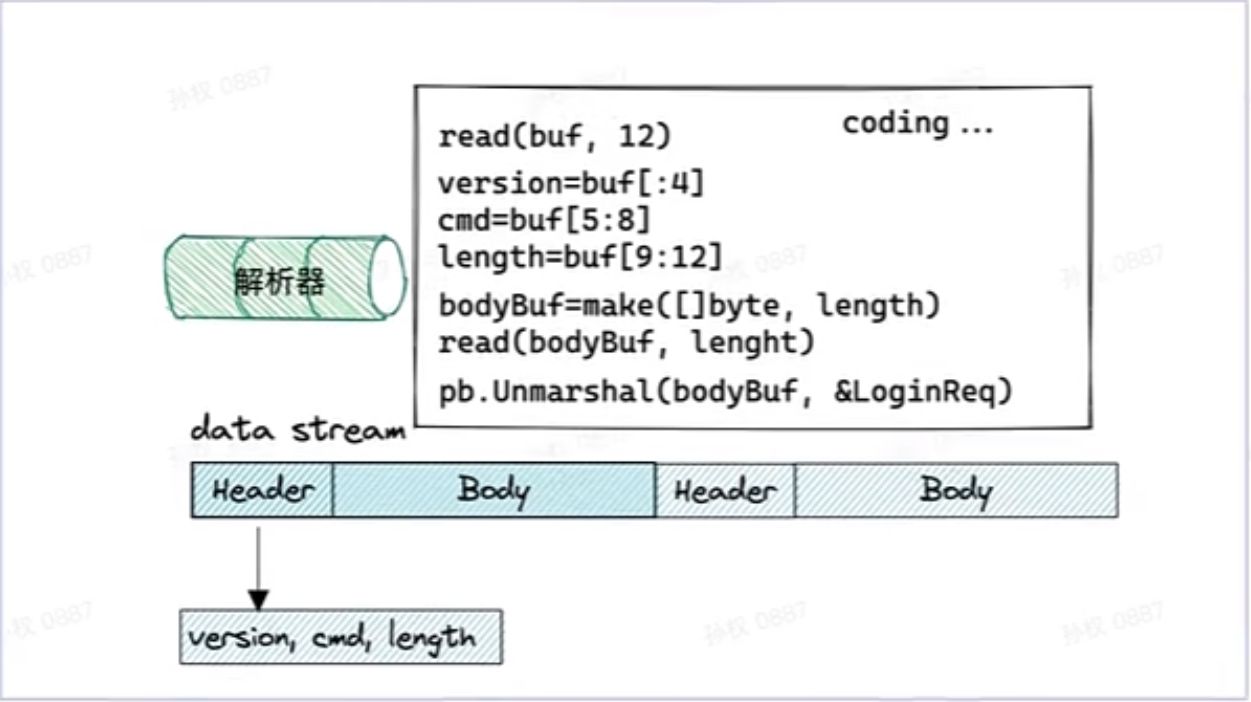 孙权 0887
coding ...
read(buf, 12)
version=buf[:4]
cmd=buf[5:8]
length=buf[9:12]
孙权 0887
解析器
孙权 0887
孙权 0887
bodyBuf=make([]byte, length)
read(bodyBuf, lenght)
pb.Unmarshal(bodyBuf, &LoginReq)
data stream
Header Body Header Body
version, cmd, length
孙权 0887
孙权 0887
孙权 0887